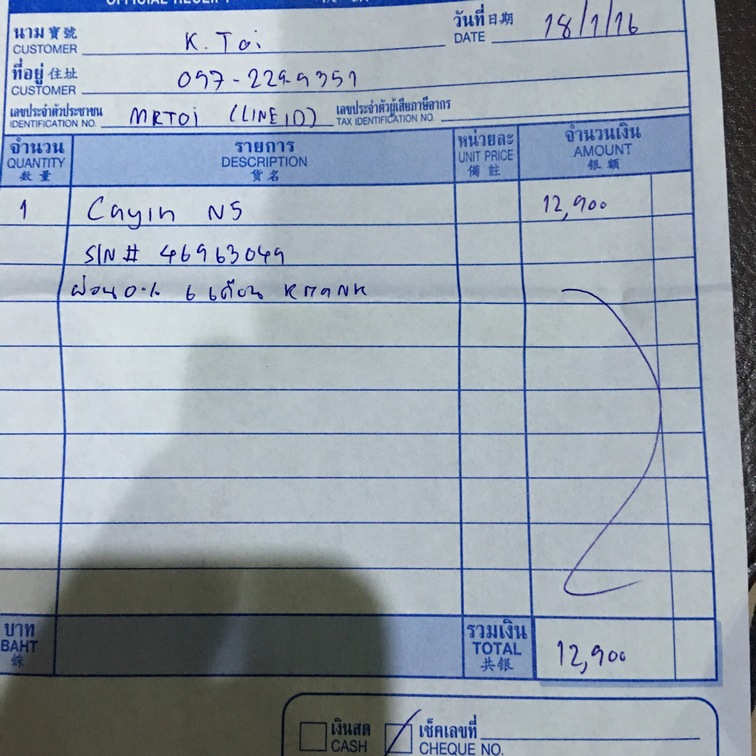 OFFICIAL RECEIPT
นาม 寶號 K. Toi วันที่ 日期 18/1/16
CUSTOMER DATE
ที่อยู่ 住址 097-229-9351
CUSTOMER
เลขประจำตัวประชาชน MRTOi (LINE ID) เลขประจำตัวผู้เสียภาษีอากร
IDENTIFICATION NO. TAX IDENTIFICATION NO.
จำนวน รายการ หน่วยละ จำนวนเงิน
QUANTITY DESCRIPTION UNIT PRICE AMOUNT
數量 貨名 備註 銀額
1 Cayin N5 12,900
S/N# 46963049
ผ่อน 0% 6 เดือน KBANK
บาท รวมเงิน
BAHT TOTAL 12,900
銖 共银
เงินสด เช็คเลขที่
CASH CHEQUE NO.